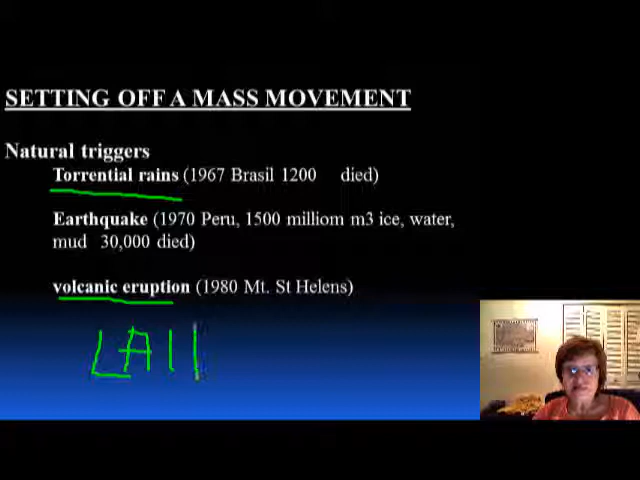 SETTING OFF A MASS MOVEMENT
Natural triggers
Torrential rains (1967 Brasil 1200 died)
Earthquake (1970 Peru, 1500 milliom m3 ice, water,
mud 30,000 died)
volcanic eruption (1980 Mt. St Helens)